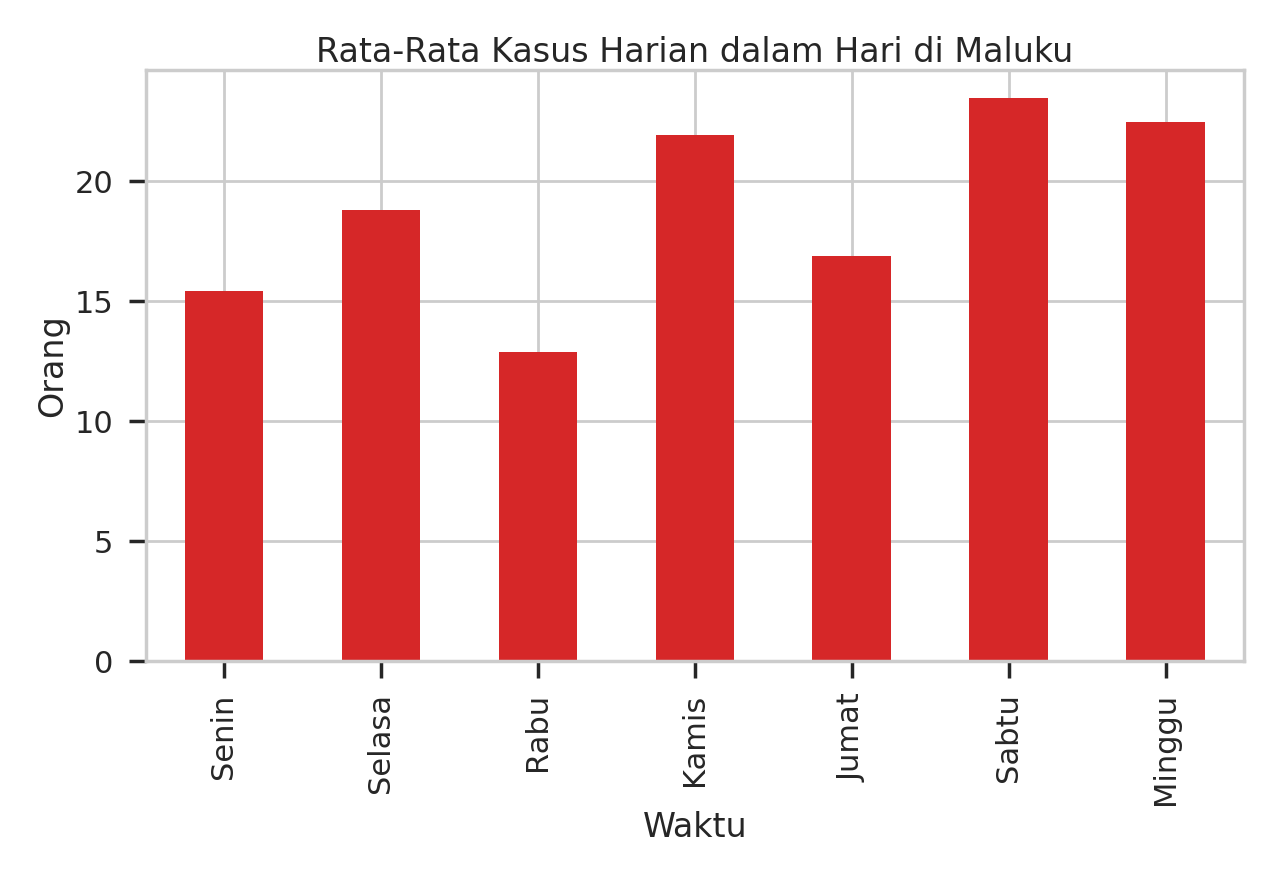 Rata-Rata Kasus Harian dalam Hari di Maluku
Orang
20
15
10
5
0
Senin
Selasa
Rabu
Kamis
Jumat
Sabtu
Minggu
Waktu